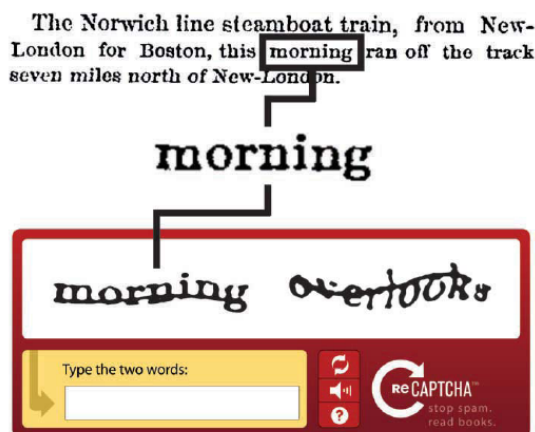 The Norwich line steamboat train, from New-
London for Boston, this morning ran off the track
seven miles north of New-London.
morning
morning overlooks
Type the two words:
reCAPTCHA™
stop spam.
read books.